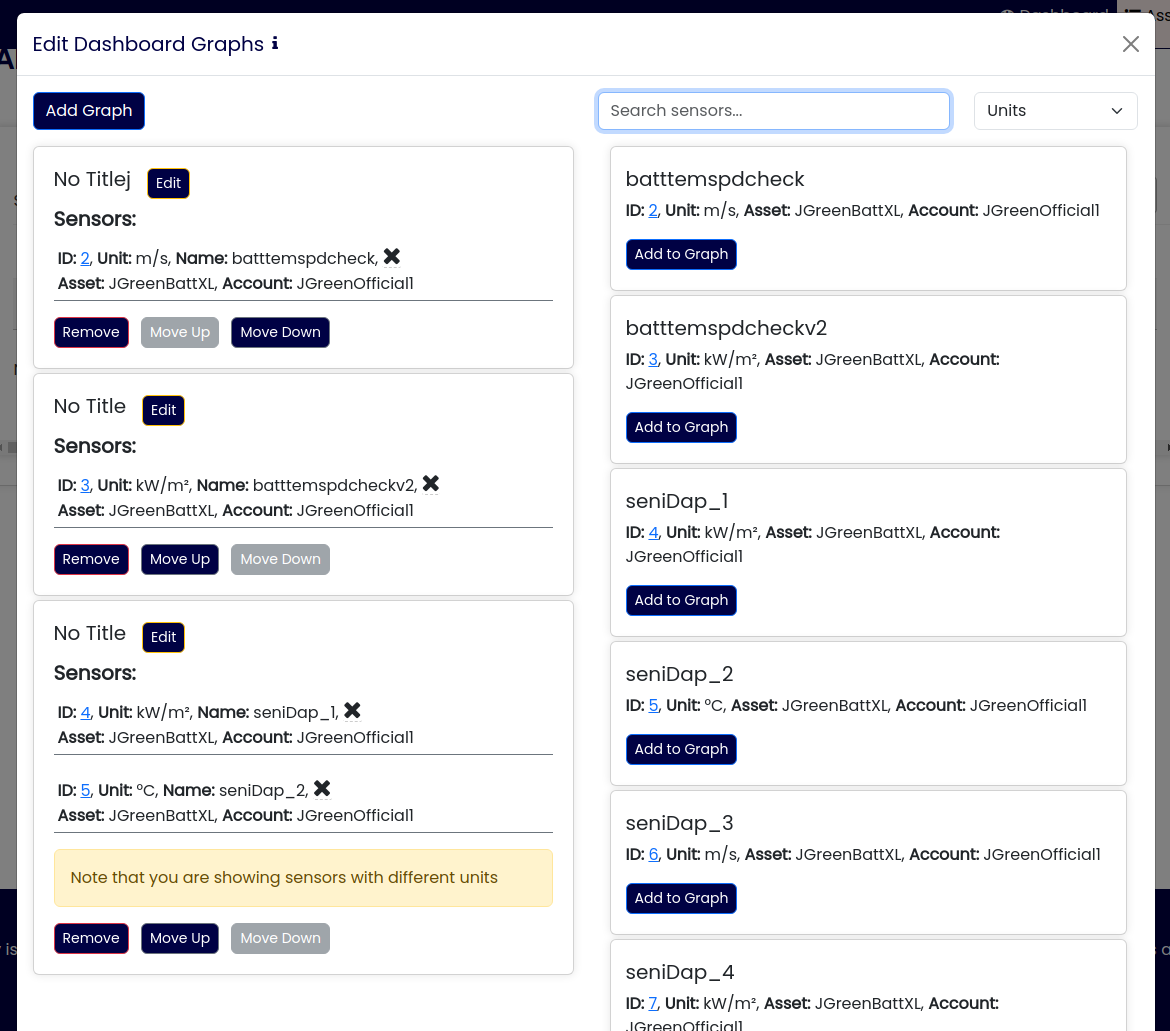 Dashboard
Ass
Edit Dashboard Graphs i
Add Graph
Search sensors...
Units
No Titlej
Edit
Sensors:
ID: 2, Unit: m/s, Name: batttemspdcheck, ✖
Asset: JGreenBattXL, Account: JGreenOfficial1
Remove
Move Up
Move Down
No Title
Edit
Sensors:
ID: 3, Unit: kW/m², Name: batttemspdcheckv2, ✖
Asset: JGreenBattXL, Account: JGreenOfficial1
Remove
Move Up
Move Down
No Title
Edit
Sensors:
ID: 4, Unit: kW/m², Name: seniDap_1, ✖
Asset: JGreenBattXL, Account: JGreenOfficial1
ID: 5, Unit: °C, Name: seniDap_2, ✖
Asset: JGreenBattXL, Account: JGreenOfficial1
Note that you are showing sensors with different units
Remove
Move Up
Move Down
batttemspdcheck
ID: 2, Unit: m/s, Asset: JGreenBattXL, Account: JGreenOfficial1
Add to Graph
batttemspdcheckv2
ID: 3, Unit: kW/m², Asset: JGreenBattXL, Account:
JGreenOfficial1
Add to Graph
seniDap_1
ID: 4, Unit: kW/m², Asset: JGreenBattXL, Account:
JGreenOfficial1
Add to Graph
seniDap_2
ID: 5, Unit: °C, Asset: JGreenBattXL, Account: JGreenOfficial1
Add to Graph
seniDap_3
ID: 6, Unit: m/s, Asset: JGreenBattXL, Account: JGreenOfficial1
Add to Graph
seniDap_4
ID: 7, Unit: kW/m², Asset: JGreenBattXL, Account:
JGreenOfficial1